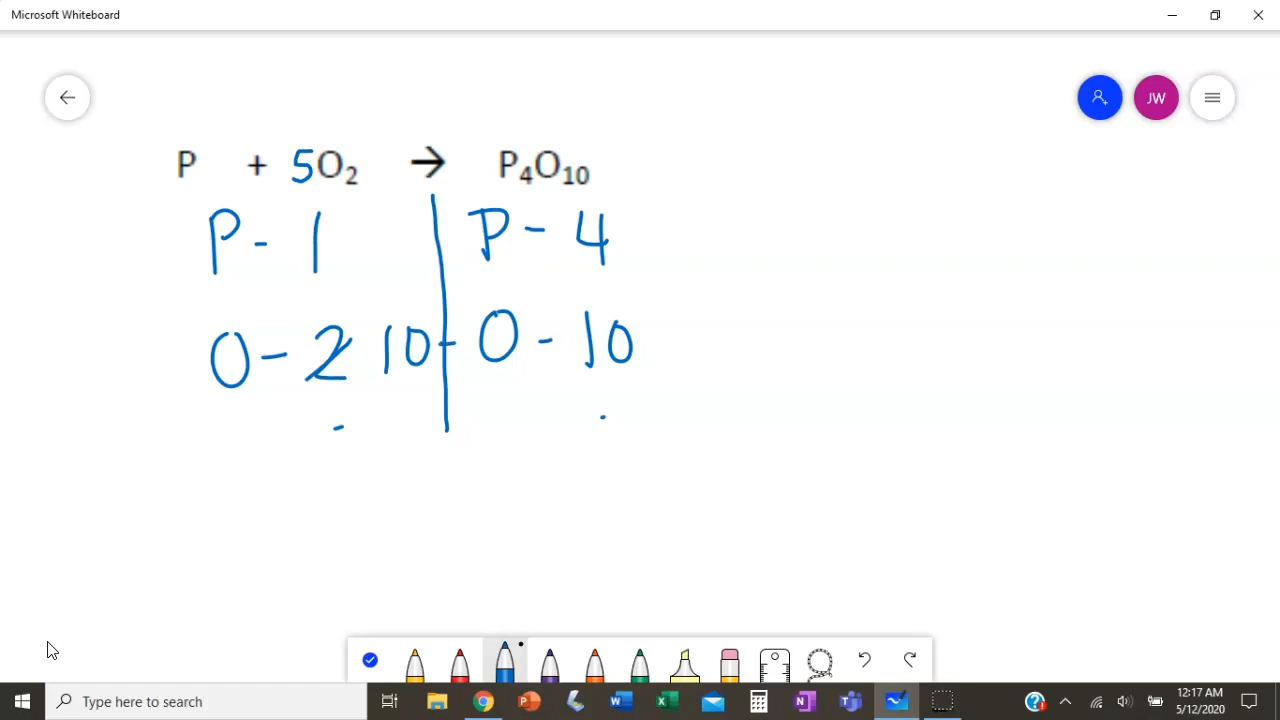 Microsoft Whiteboard
JW
P + 5O₂ → P₄O₁₀
P - 1 P - 4
O - 2 10 - O - 10
Type here to search
12:17 AM
5/12/2020